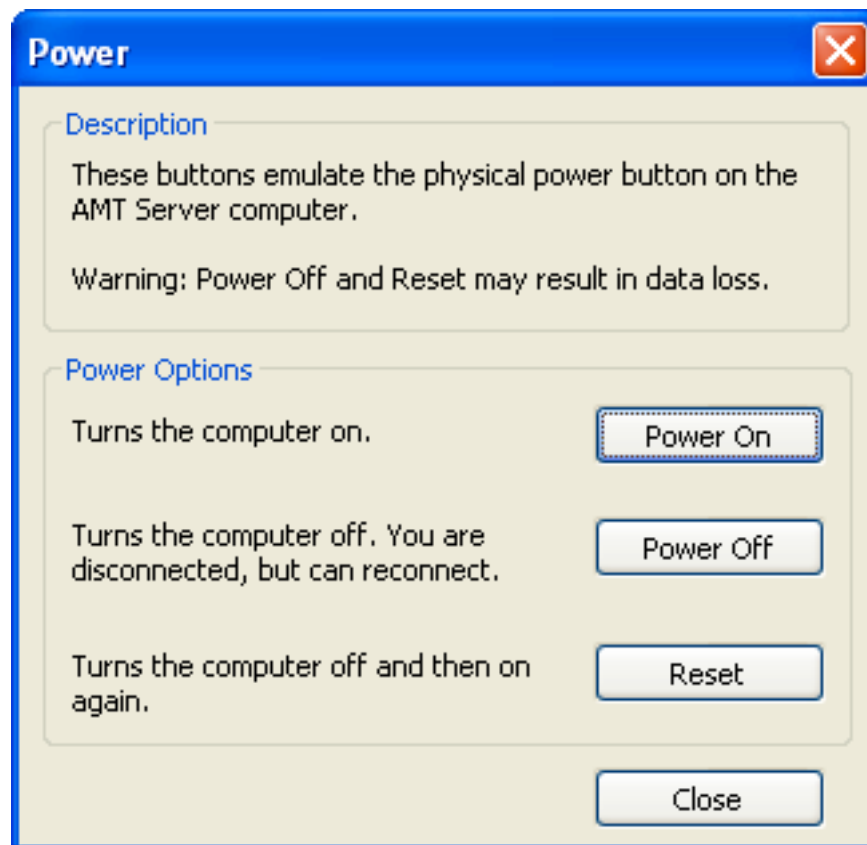 Power
Description
These buttons emulate the physical power button on the
AMT Server computer.
Warning: Power Off and Reset may result in data loss.
Power Options
Turns the computer on.
Power On
Turns the computer off. You are
disconnected, but can reconnect.
Power Off
Turns the computer off and then on
again.
Reset
Close